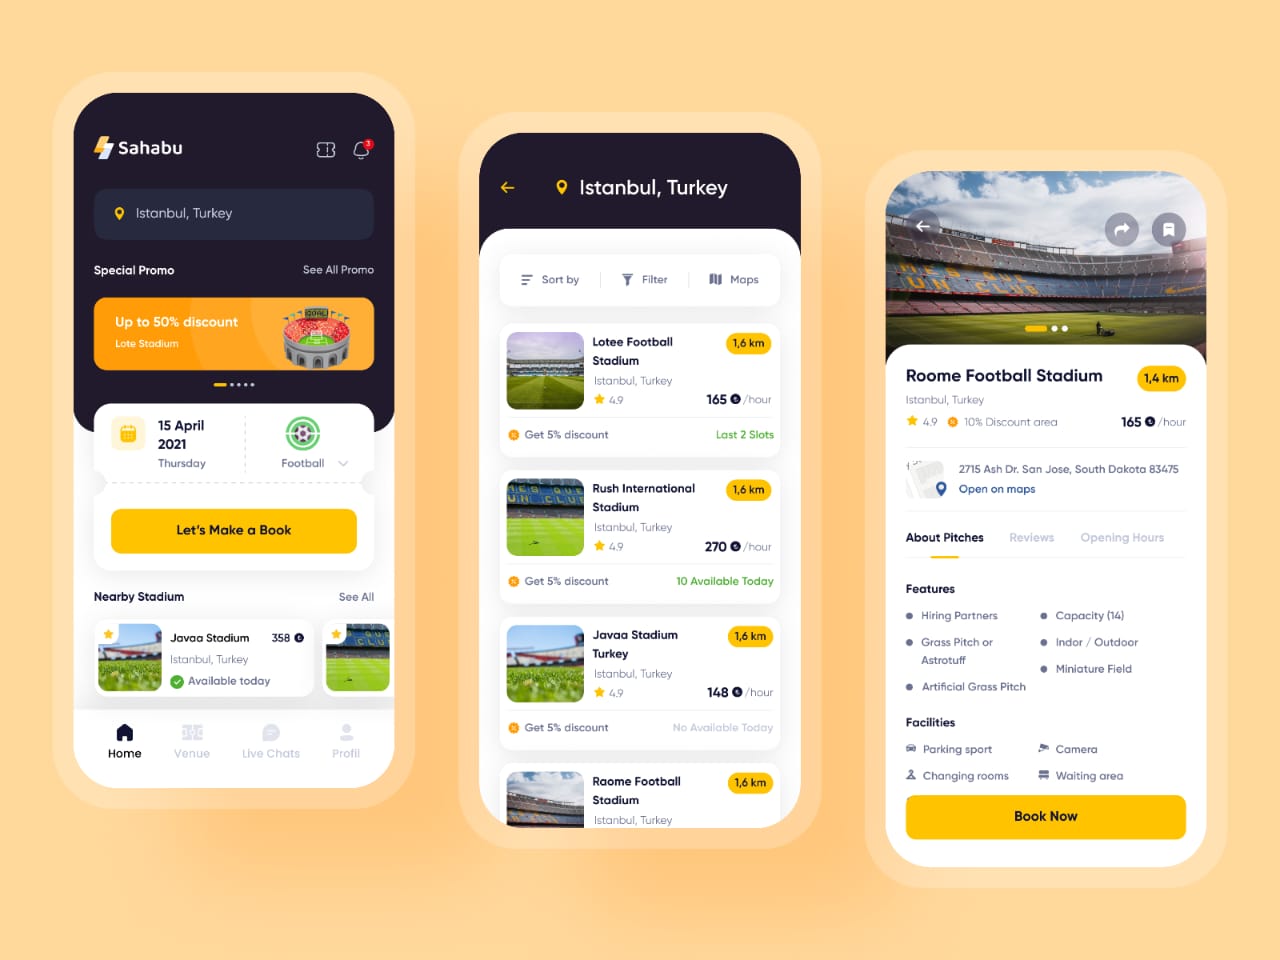 Sahabu
3
Istanbul, Turkey
Special Promo
See All Promo
Up to 50% discount
Lote Stadium
GOAL!
15 April
2021
Thursday
Football
Let's Make a Book
Nearby Stadium
See All
Javaa Stadium
358
Istanbul, Turkey
Available today
Home
Venue
Live Chats
Profil
Istanbul, Turkey
Sort by
Filter
Maps
Lotee Football
Stadium
1,6 km
Istanbul, Turkey
4.9
165 /hour
Get 5% discount
Last 2 Slots
Rush International
Stadium
1,6 km
Istanbul, Turkey
4.9
270 /hour
Get 5% discount
10 Available Today
Javaa Stadium
Turkey
1,6 km
Istanbul, Turkey
4.9
148 /hour
Get 5% discount
No Available Today
Raome Football
Stadium
1,6 km
Istanbul, Turkey
MES QUE
UN CLUB
Roome Football Stadium
1,4 km
Istanbul, Turkey
4.9
10% Discount area
165 /hour
2715 Ash Dr. San Jose, South Dakota 83475
Open on maps
About Pitches
Reviews
Opening Hours
Features
Hiring Partners
Capacity (14)
Grass Pitch or
Astrotuff
Indor / Outdoor
Miniature Field
Artificial Grass Pitch
Facilities
Parking sport
Camera
Changing rooms
Waiting area
Book Now